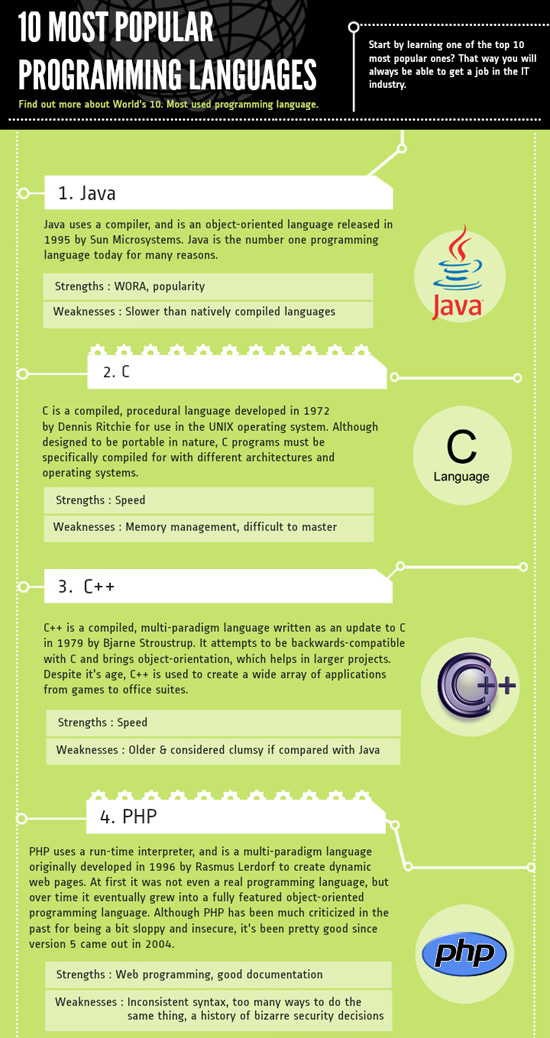 10 MOST POPULAR
PROGRAMMING LANGUAGES
Find out more about World's 10. Most used programming language.
Start by learning one of the top 10
most popular ones? That way you will
always be able to get a job in the IT
industry.
1. Java
Java uses a compiler, and is an object-oriented language released in
1995 by Sun Microsystems. Java is the number one programming
language today for many reasons.
Strengths : WORA, popularity
Weaknesses : Slower than natively compiled languages
Java
2. C
C is a compiled, procedural language developed in 1972
by Dennis Ritchie for use in the UNIX operating system. Although
designed to be portable in nature, C programs must be
specifically compiled for with different architectures and
operating systems.
Strengths : Speed
Weaknesses : Memory management, difficult to master
C
Language
3. C++
C++ is a compiled, multi-paradigm language written as an update to C
in 1979 by Bjarne Stroustrup. It attempts to be backwards-compatible
with C and brings object-orientation, which helps in larger projects.
Despite it's age, C++ is used to create a wide array of applications
from games to office suites.
Strengths : Speed
Weaknesses : Older & considered clumsy if compared with Java
C++
4. PHP
PHP uses a run-time interpreter, and is a multi-paradigm language
originally developed in 1996 by Rasmus Lerdorf to create dynamic
web pages. At first it was not even a real programming language, but
over time it eventually grew into a fully featured object-oriented
programming language. Although PHP has been much criticized in the
past for being a bit sloppy and insecure, it's been pretty good since
version 5 came out in 2004.
Strengths : Web programming, good documentation
Weaknesses : Inconsistent syntax, too many ways to do the
same thing, a history of bizarre security decisions
php